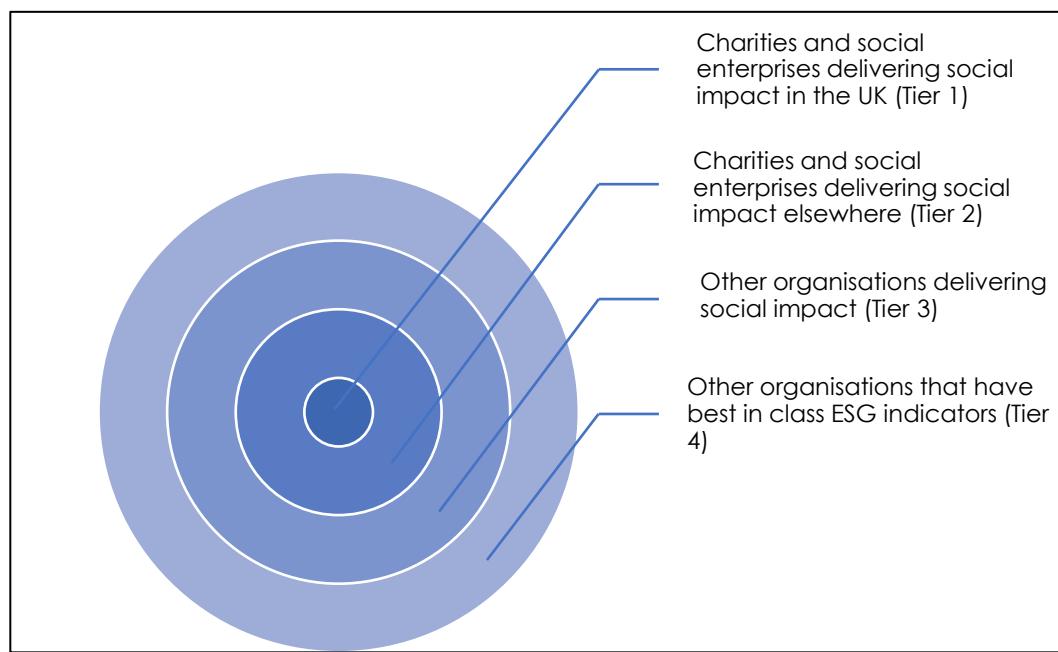 Charities and social
enterprises delivering social
impact in the UK (Tier 1)
Charities and social
enterprises delivering social
impact elsewhere (Tier 2)
Other organisations delivering
social impact (Tier 3)
Other organisations that have
best in class ESG indicators (Tier
4)